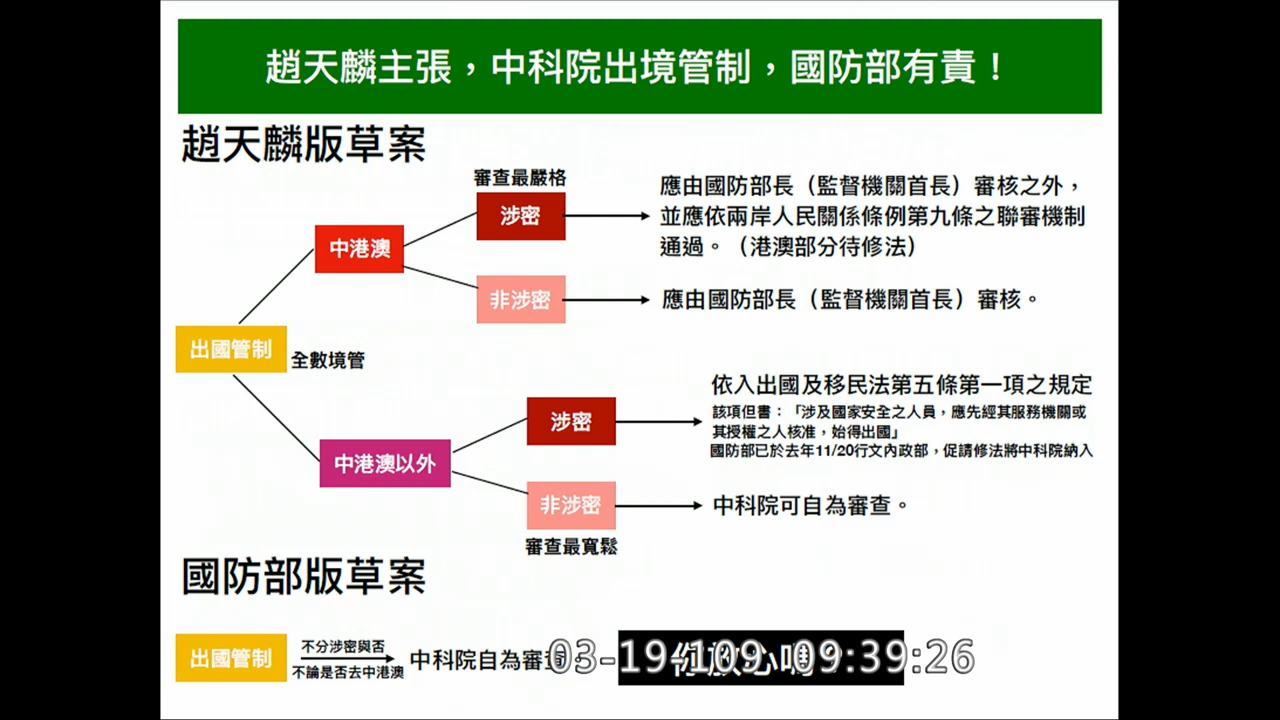 趙天麟主張，中科院出境管制，國防部有責！
趙天麟版草案
審查最嚴格
涉密
應由國防部長（監督機關首長）審核之外，
並應依兩岸人民關係條例第九條之聯審機制
通過。（港澳部分待修法）
中港澳
非涉密
應由國防部長（監督機關首長）審核。
出國管制
全數境管
依入出國及移民法第五條第一項之規定
該項但書：「涉及國家安全之人員，應先經其服務機關或
其授權之人核准，始得出國」
國防部已於去年11/20行文內政部，促請修法將中科院納入
涉密
中港澳以外
非涉密
中科院可自為審查。
審查最寬鬆
國防部版草案
出國管制
不分涉密與否
不論是否去中港澳
中科院自為審查
你放心嗎
03-19-109 09:39:26